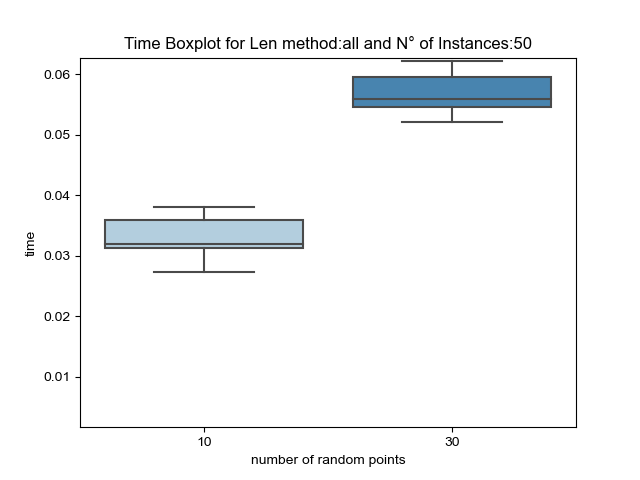 Time Boxplot for Len method:all and N° of Instances:50
0.06
0.05
0.04
0.03
0.02
0.01
time
10 30
number of random points